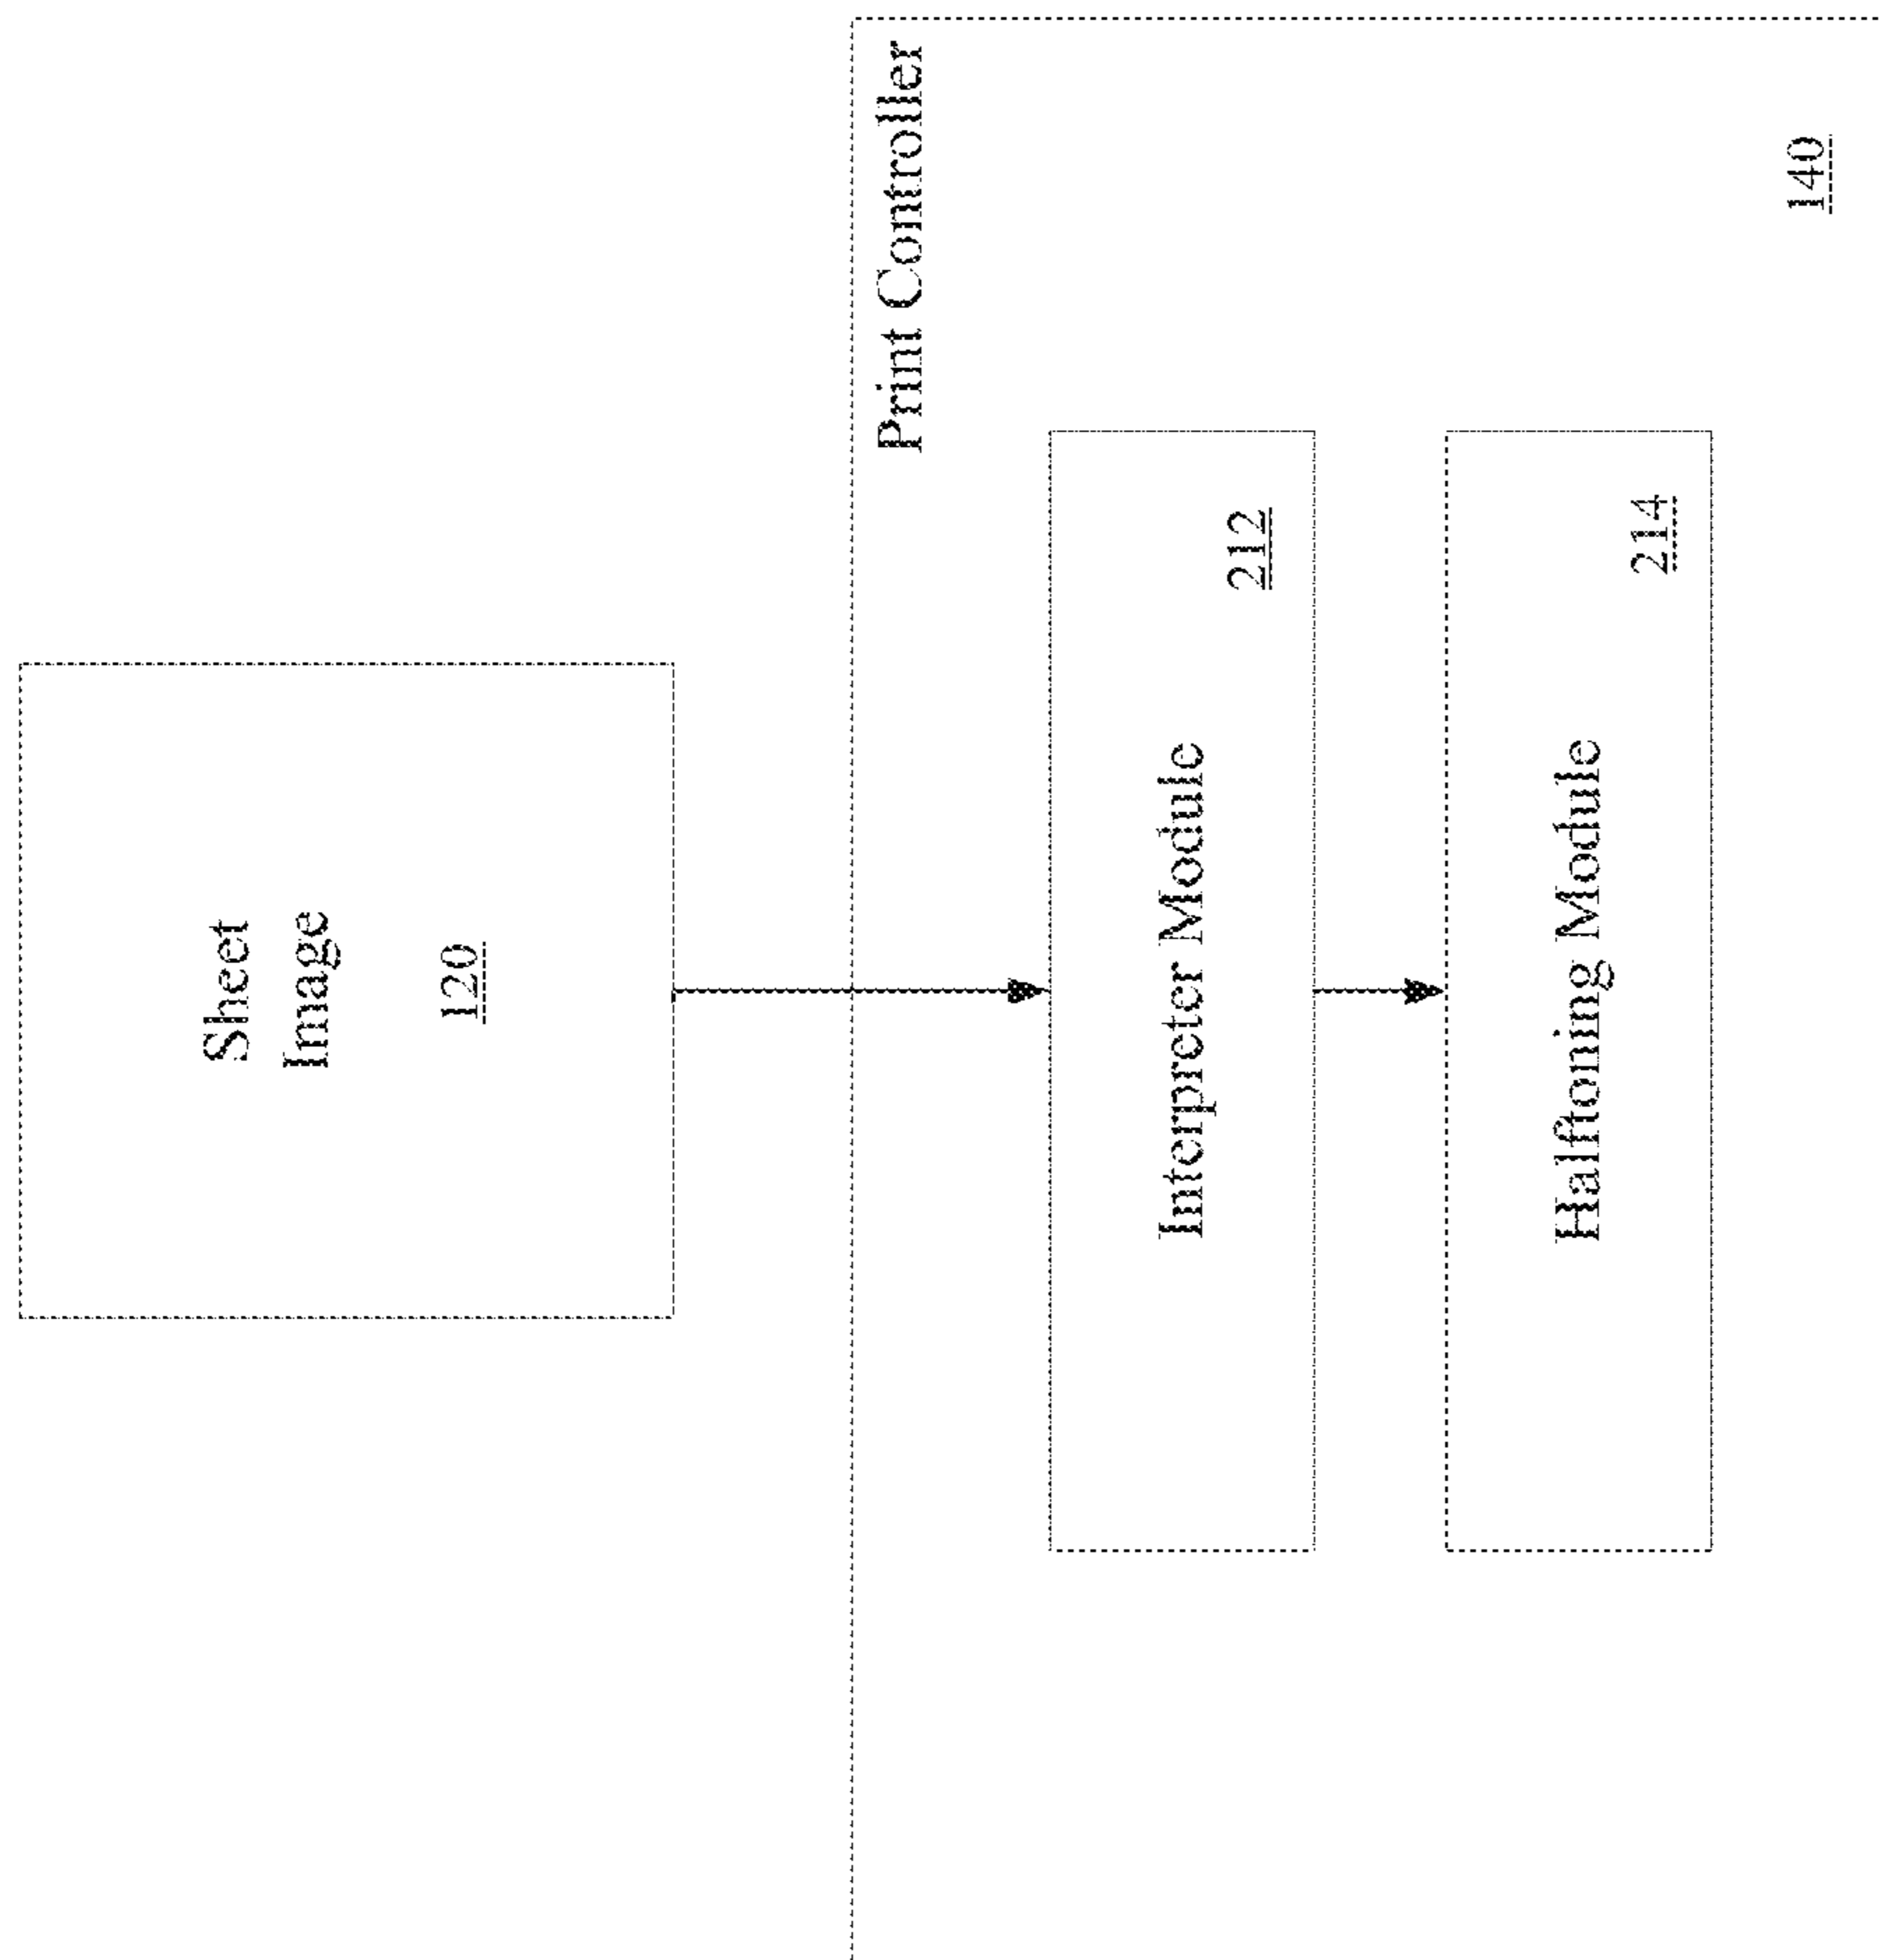 Sheet
Image
120
Print Controller
Interpreter Module
212
Halftoning Module
214
140